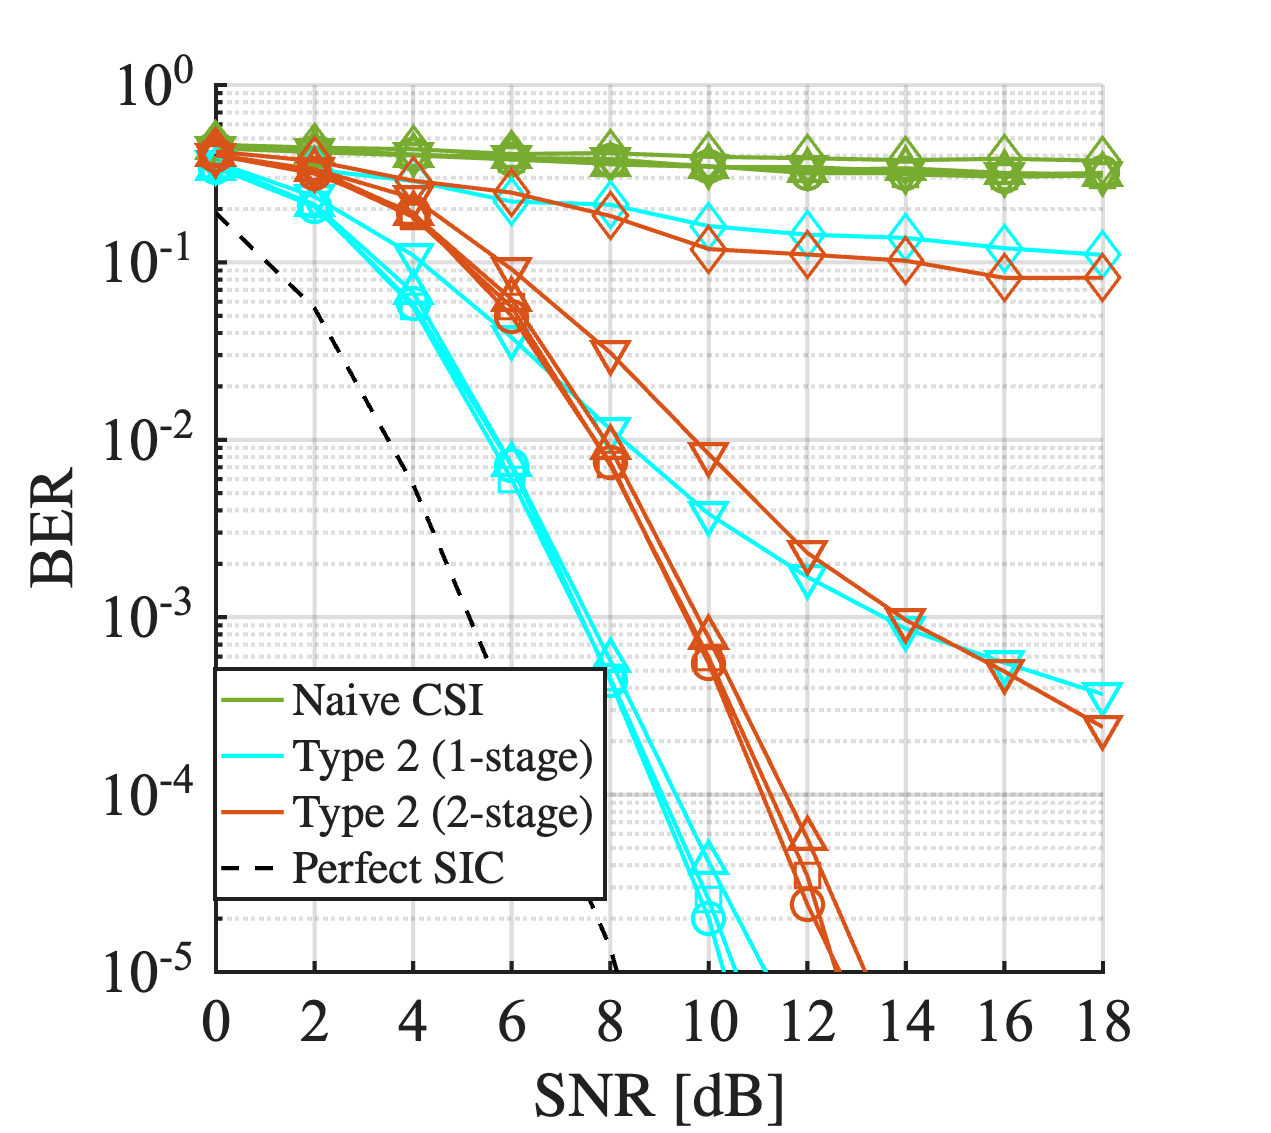 10^0
10^-1
10^-2
10^-3
10^-4
10^-5
BER
Naive CSI
Type 2 (1-stage)
Type 2 (2-stage)
Perfect SIC
0 2 4 6 8 10 12 14 16 18
SNR [dB]